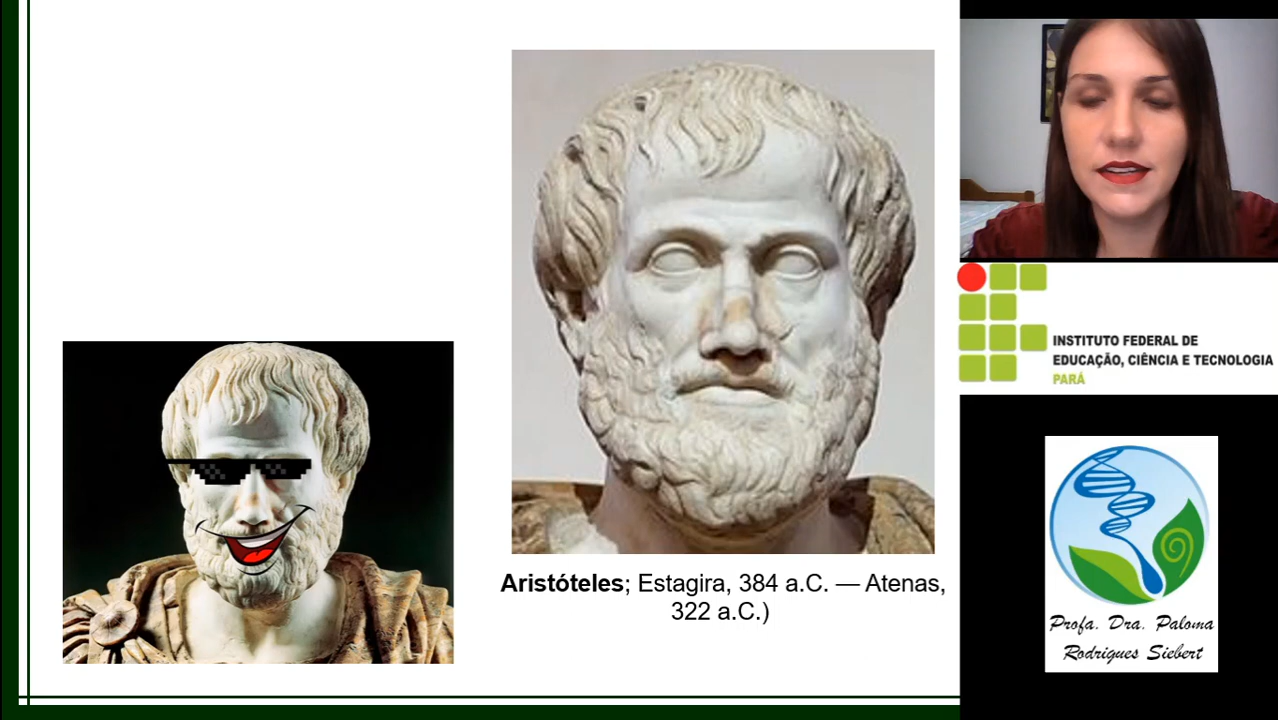 Aristóteles; Estagira, 384 a.C. — Atenas,
322 a.C.)
INSTITUTO FEDERAL DE
EDUCAÇÃO, CIÊNCIA E TECNOLOGIA
PARÁ
Profa. Dra. Paloma
Rodrigues Siebert